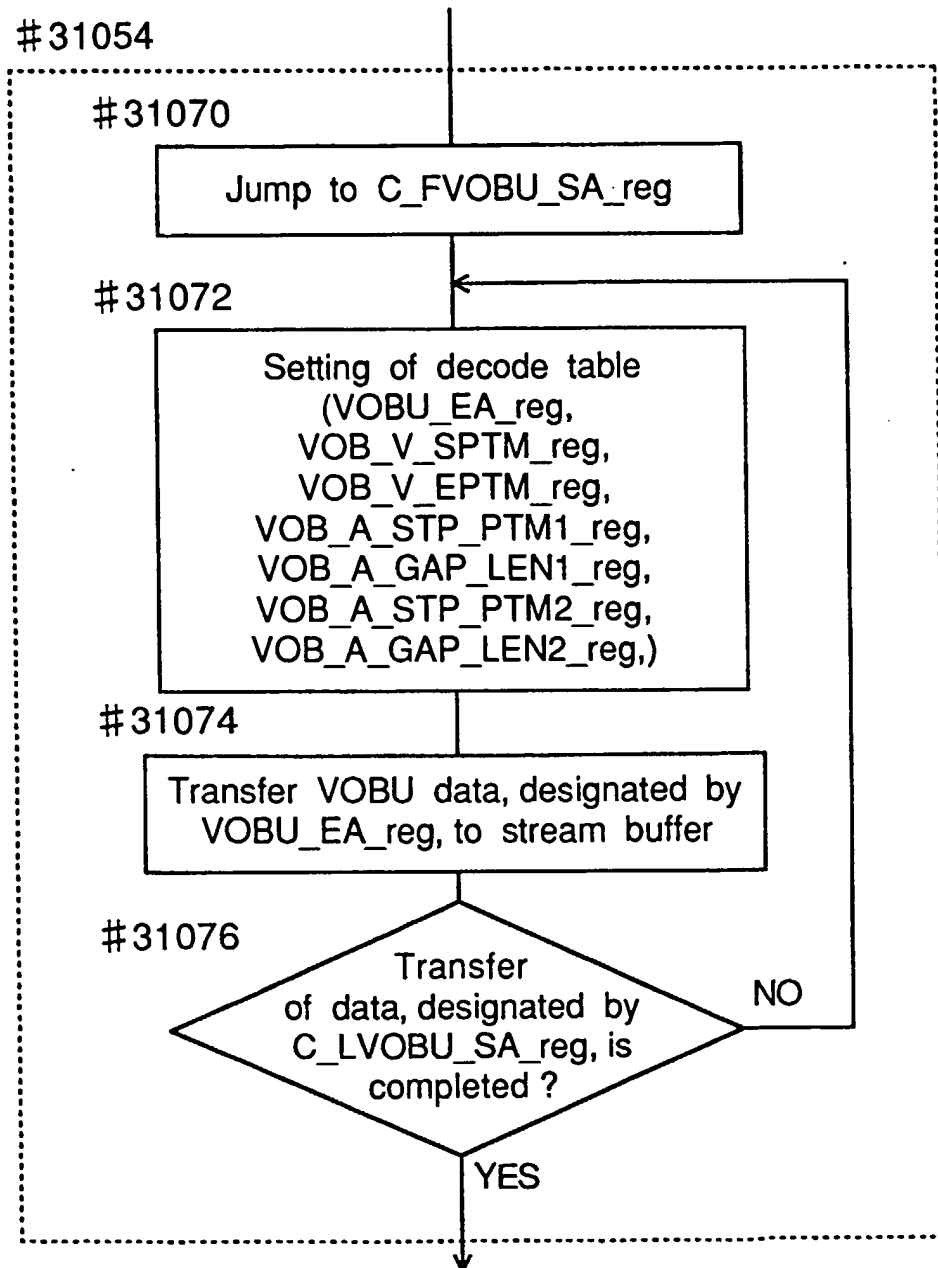 #31054
#31070
Jump to C_FVOBU_SA_reg
#31072
Setting of decode table
(VOBU_EA_reg,
VOB_V_SPTM_reg,
VOB_V_EPTM_reg,
VOB_A_STP_PTM1_reg,
VOB_A_GAP_LEN1_reg,
VOB_A_STP_PTM2_reg,
VOB_A_GAP_LEN2_reg,)
#31074
Transfer VOBU data, designated by
VOBU_EA_reg, to stream buffer
#31076
Transfer
of data, designated by
C_LVOBU_SA_reg, is
completed ?
NO
YES